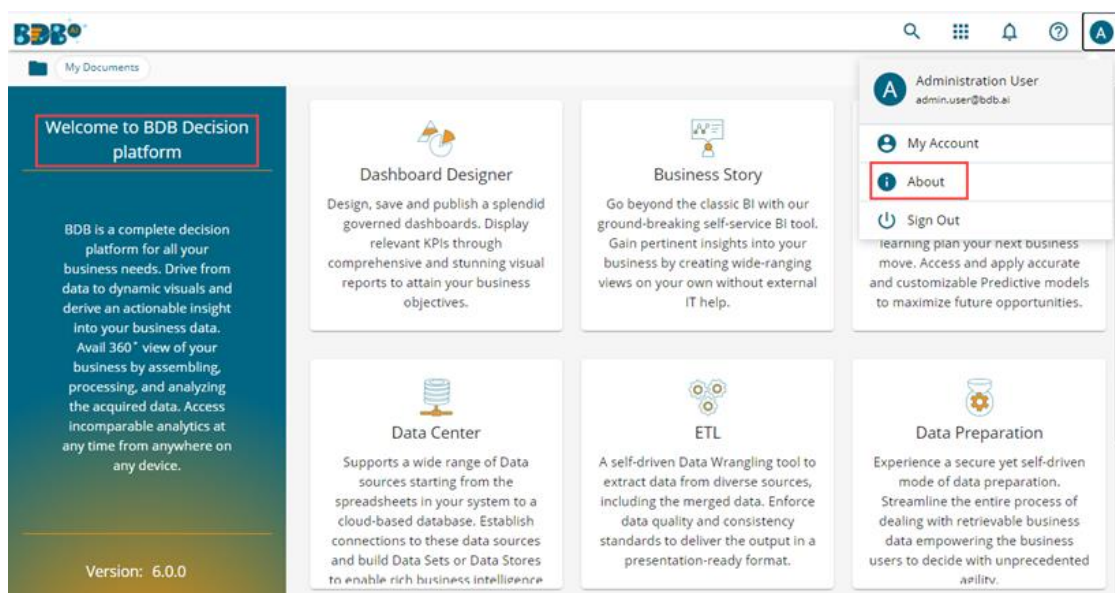 BDB
My Documents
A
A
Administration User
admin.user@bdb.ai
My Account
About
Sign Out
Welcome to BDB Decision
platform
BDB is a complete decision
platform for all your
business needs. Drive from
data to dynamic visuals and
derive an actionable insight
into your business data.
Avail 360° view of your
business by assembling,
processing, and analyzing
the acquired data. Access
incomparable analytics at
any time from anywhere on
any device.
Version: 6.0.0
Dashboard Designer
Design, save and publish a splendid
governed dashboards. Display
relevant KPIs through
comprehensive and stunning visual
reports to attain your business
objectives.
Business Story
Go beyond the classic BI with our
ground-breaking self-service BI tool.
Gain pertinent insights into your
business by creating wide-ranging
views on your own without external
IT help.
learning plan your next business
move. Access and apply accurate
and customizable Predictive models
to maximize future opportunities.
Data Center
Supports a wide range of Data
sources starting from the
spreadsheets in your system to a
cloud-based database. Establish
connections to these data sources
and build Data Sets or Data Stores
to enable rich business intelligence
ETL
A self-driven Data Wrangling tool to
extract data from diverse sources,
including the merged data. Enforce
data quality and consistency
standards to deliver the output in a
presentation-ready format.
Data Preparation
Experience a secure yet self-driven
mode of data preparation.
Streamline the entire process of
dealing with retrievable business
data empowering the business
users to decide with unprecedented
agility.